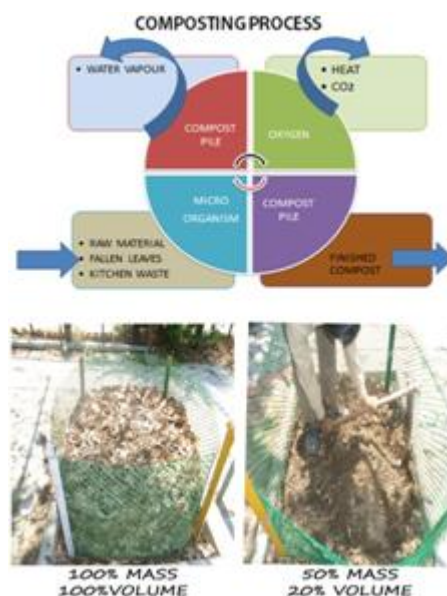 COMPOSTING PROCESS
• WATER VAPOUR
• HEAT
• CO2
COMPOST
PILE
OXYGEN
MICRO
ORGANISM
COMPOST
PILE
• RAW MATERIAL
• FALLEN LEAVES
• KITCHEN WASTE
FINISHED
COMPOST
100% MASS
100%VOLUME
50% MASS
20% VOLUME